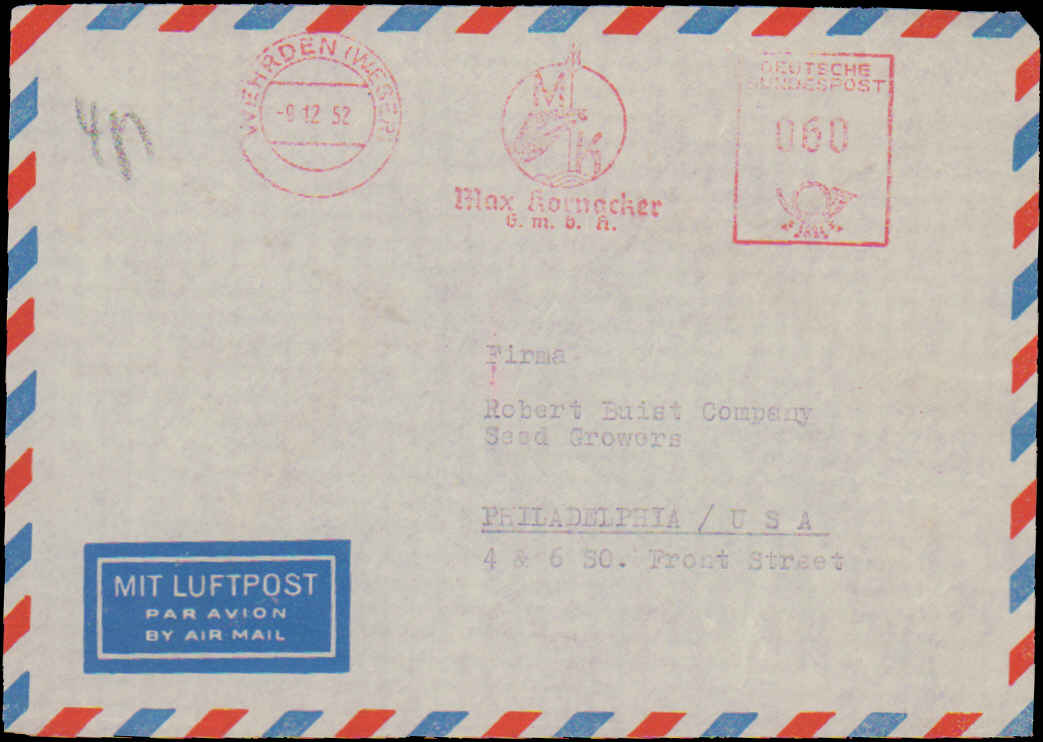 WEHRDEN (WESER)
-9.12 52
M
K
Max Kornacker
G. m. b. H.
DEUTSCHE
BUNDESPOST
060
Firma
Robert Buist Company
Seed Growers
PHILADELPHIA / U S A
4 & 6 SO. Front Street
MIT LUFTPOST
PAR AVION
BY AIR MAIL